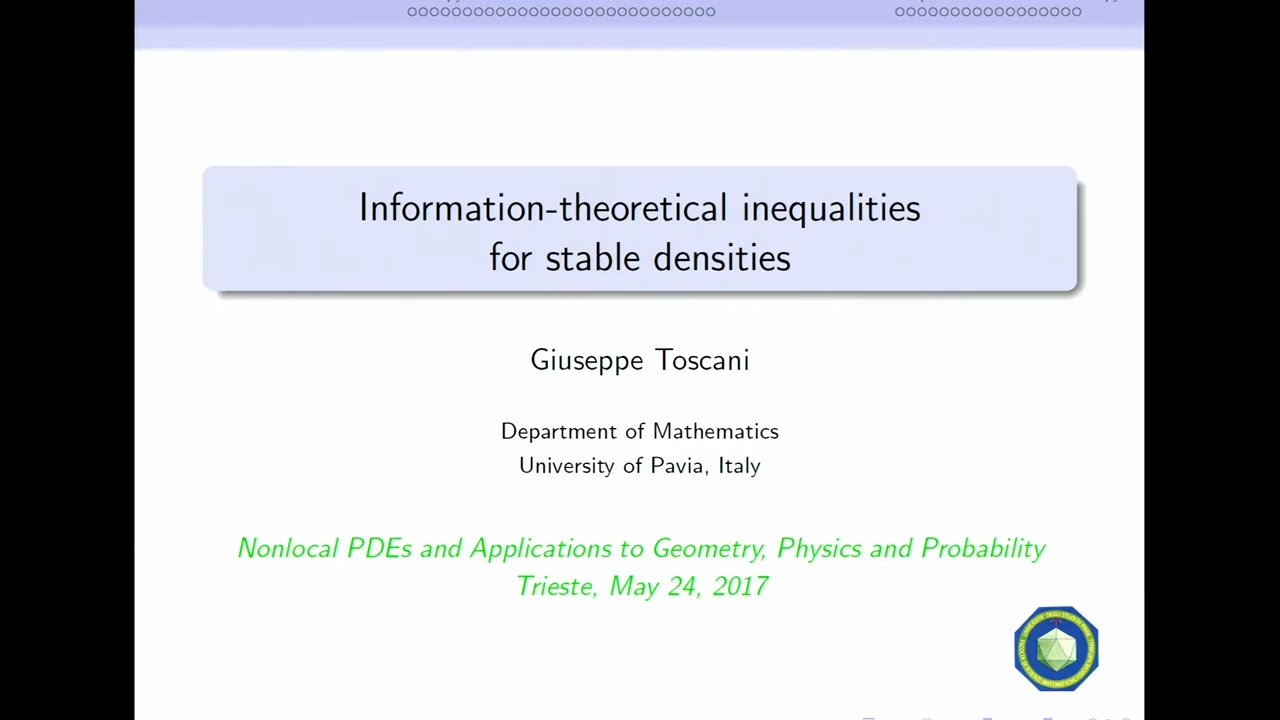 Information-theoretical inequalities
for stable densities
Giuseppe Toscani
Department of Mathematics
University of Pavia, Italy
Nonlocal PDEs and Applications to Geometry, Physics and Probability
Trieste, May 24, 2017